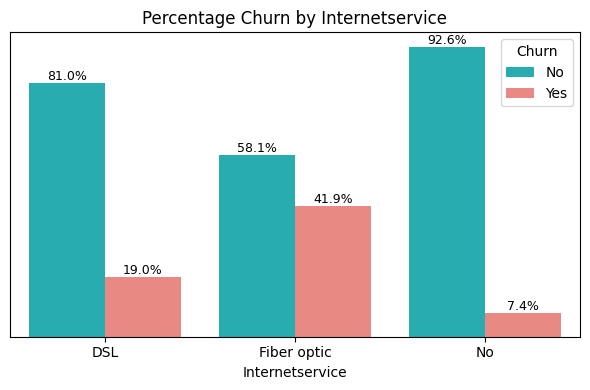 Percentage Churn by Internetservice
92.6%
Churn
No
Yes
81.0%
58.1%
41.9%
19.0%
7.4%
DSL
Fiber optic
No
Internetservice